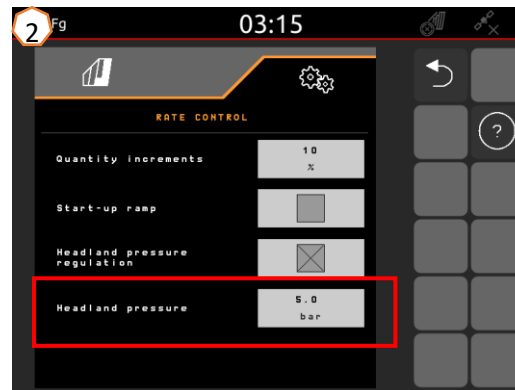 2
Fg
03:15
RATE CONTROL
Quantity increments
10
%
Start-up ramp
Headland pressure
regulation
Headland pressure
5.0
bar
?